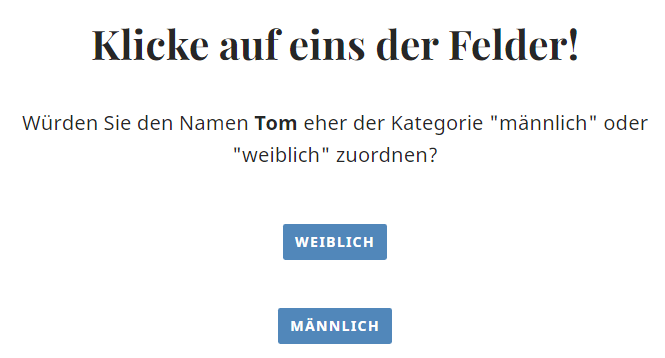 Klicke auf eins der Felder!
Würden Sie den Namen Tom eher der Kategorie "männlich" oder
"weiblich" zuordnen?
WEIBLICH
MÄNNLICH